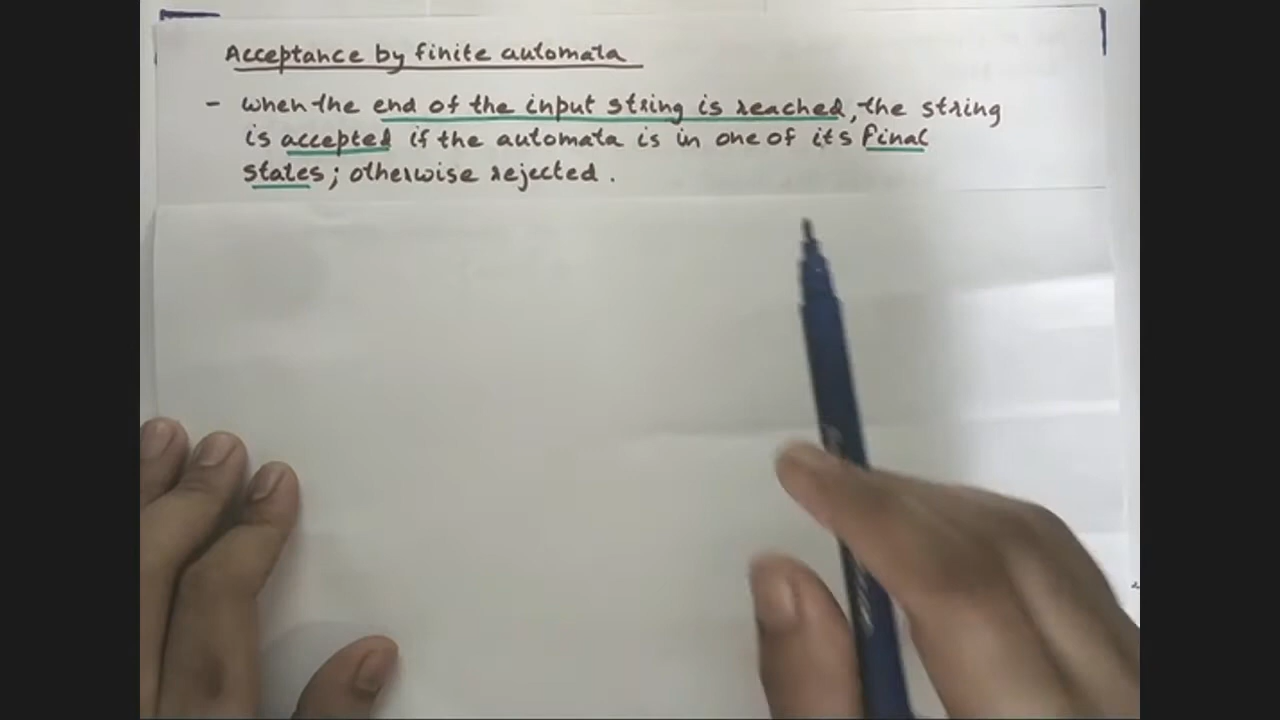 Acceptance by finite automata
- when the end of the input string is reached, the string
is accepted if the automata is in one of its final
states; otherwise rejected.